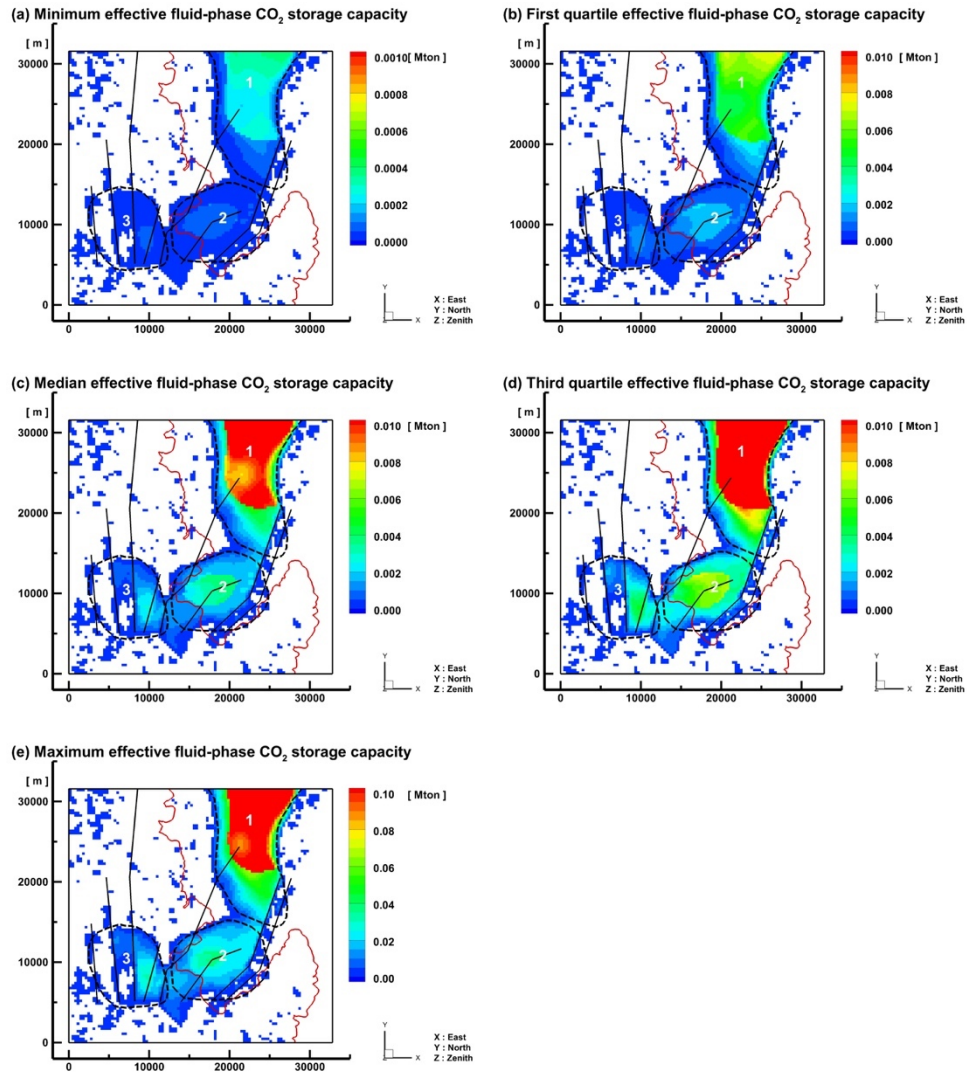 (a) Minimum effective fluid-phase CO₂ storage capacity
[ m ]
30000
20000
10000
0
0 10000 20000 30000
1
2
3
0.0010 [ Mton]
0.0008
0.0006
0.0004
0.0002
0.0000
Y
Z X
X : East
Y : North
Z : Zenith
(b) First quartile effective fluid-phase CO₂ storage capacity
[ m ]
30000
20000
10000
0
0 10000 20000 30000
1
2
3
0.010 [ Mton]
0.008
0.006
0.004
0.002
0.000
Y
Z X
X : East
Y : North
Z : Zenith
(c) Median effective fluid-phase CO₂ storage capacity
[ m ]
30000
20000
10000
0
0 10000 20000 30000
1
2
3
0.010 [ Mton]
0.008
0.006
0.004
0.002
0.000
Y
Z X
X : East
Y : North
Z : Zenith
(d) Third quartile effective fluid-phase CO₂ storage capacity
[ m ]
30000
20000
10000
0
0 10000 20000 30000
1
2
3
0.010 [ Mton]
0.008
0.006
0.004
0.002
0.000
Y
Z X
X : East
Y : North
Z : Zenith
(e) Maximum effective fluid-phase CO₂ storage capacity
[ m ]
30000
20000
10000
0
0 10000 20000 30000
1
2
3
0.10 [ Mton]
0.08
0.06
0.04
0.02
0.00
Y
Z X
X : East
Y : North
Z : Zenith